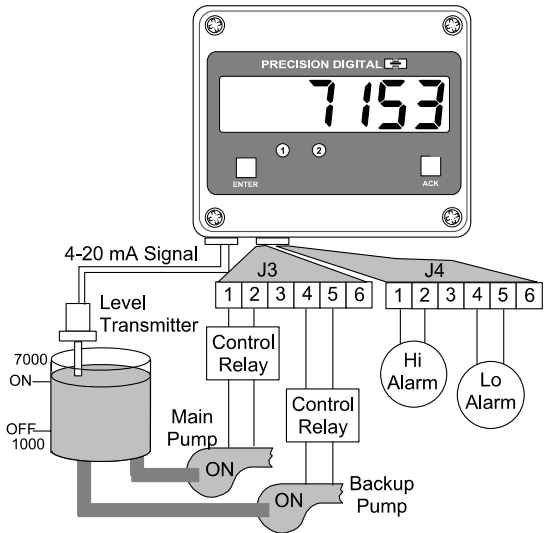 PRECISION DIGITAL
7153
1 2
ENTER
ACK
4-20 mA Signal
J3
J4
1 2 3 4 5 6
1 2 3 4 5 6
Level
Transmitter
Control
Relay
Hi
Alarm
Lo
Alarm
7000
ON
OFF
1000
Control
Relay
Main
Pump
ON
ON
Backup
Pump